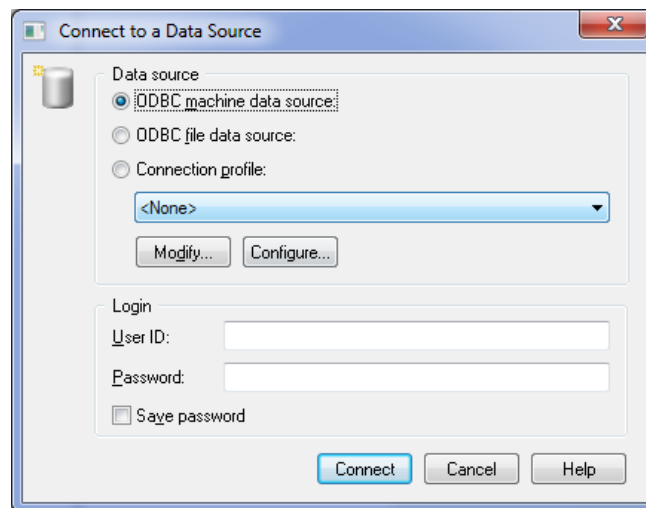 Connect to a Data Source
Data source
ODBC machine data source:
ODBC file data source:
Connection profile:
<None>
Modify... Configure...
Login
User ID:
Password:
Save password
Connect Cancel Help